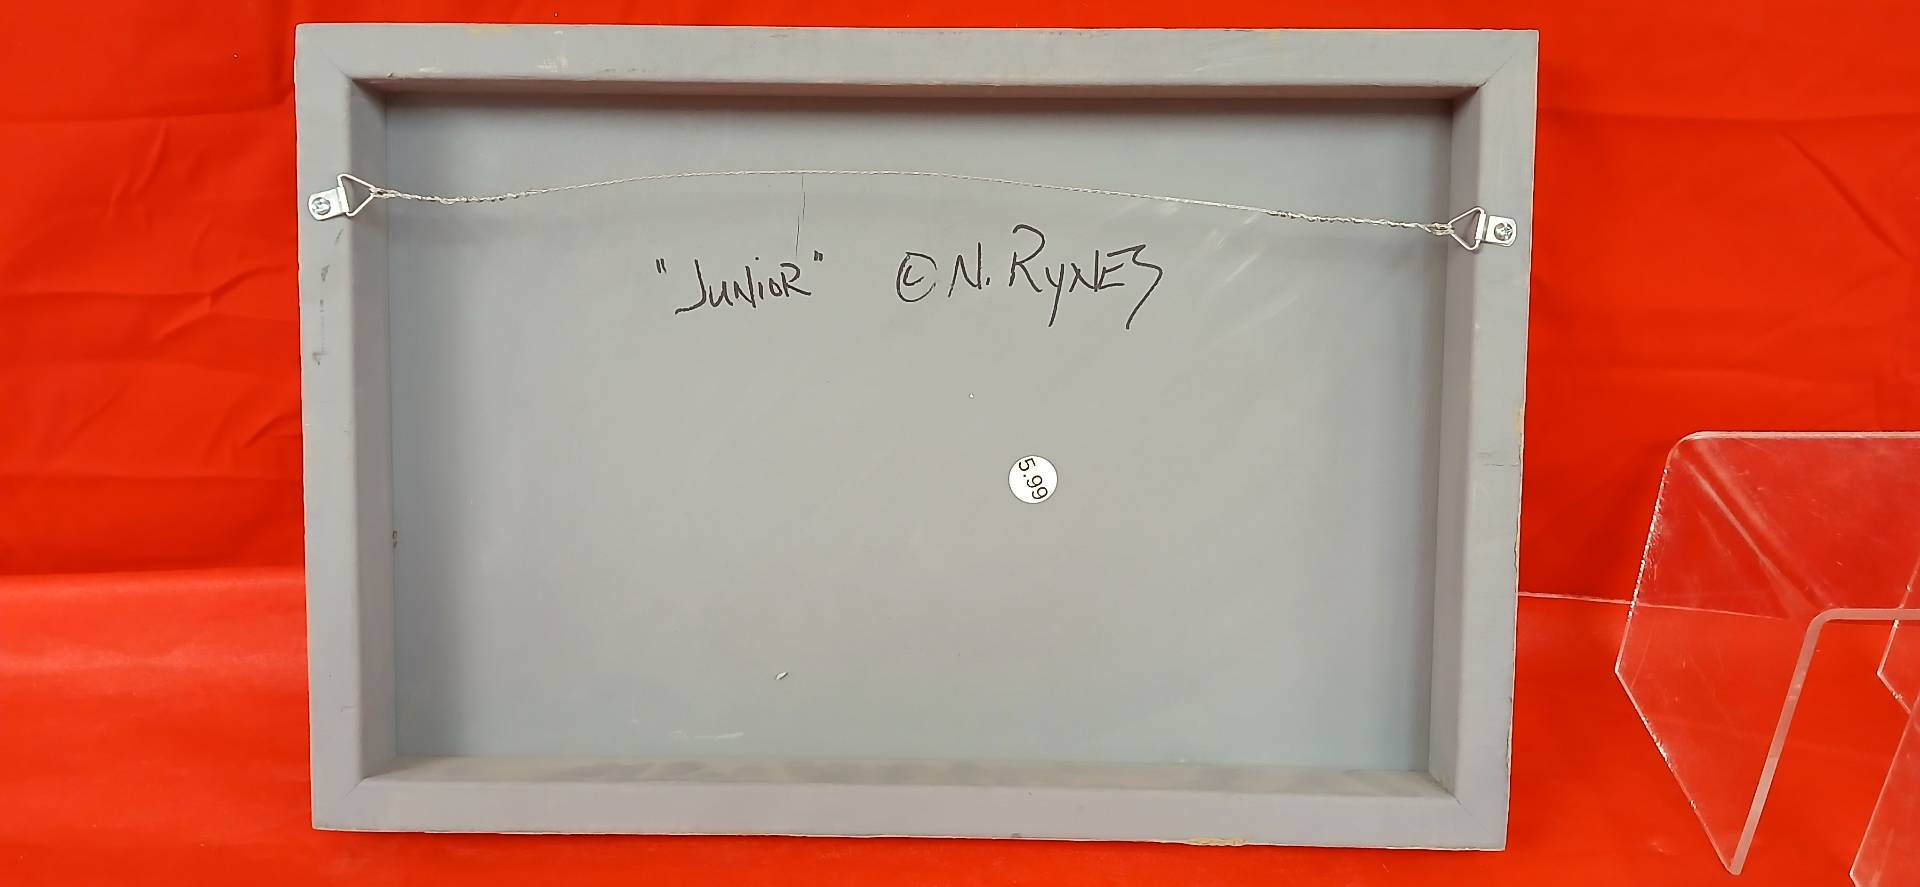 "JUNiOR" © N. RYNES
5.99